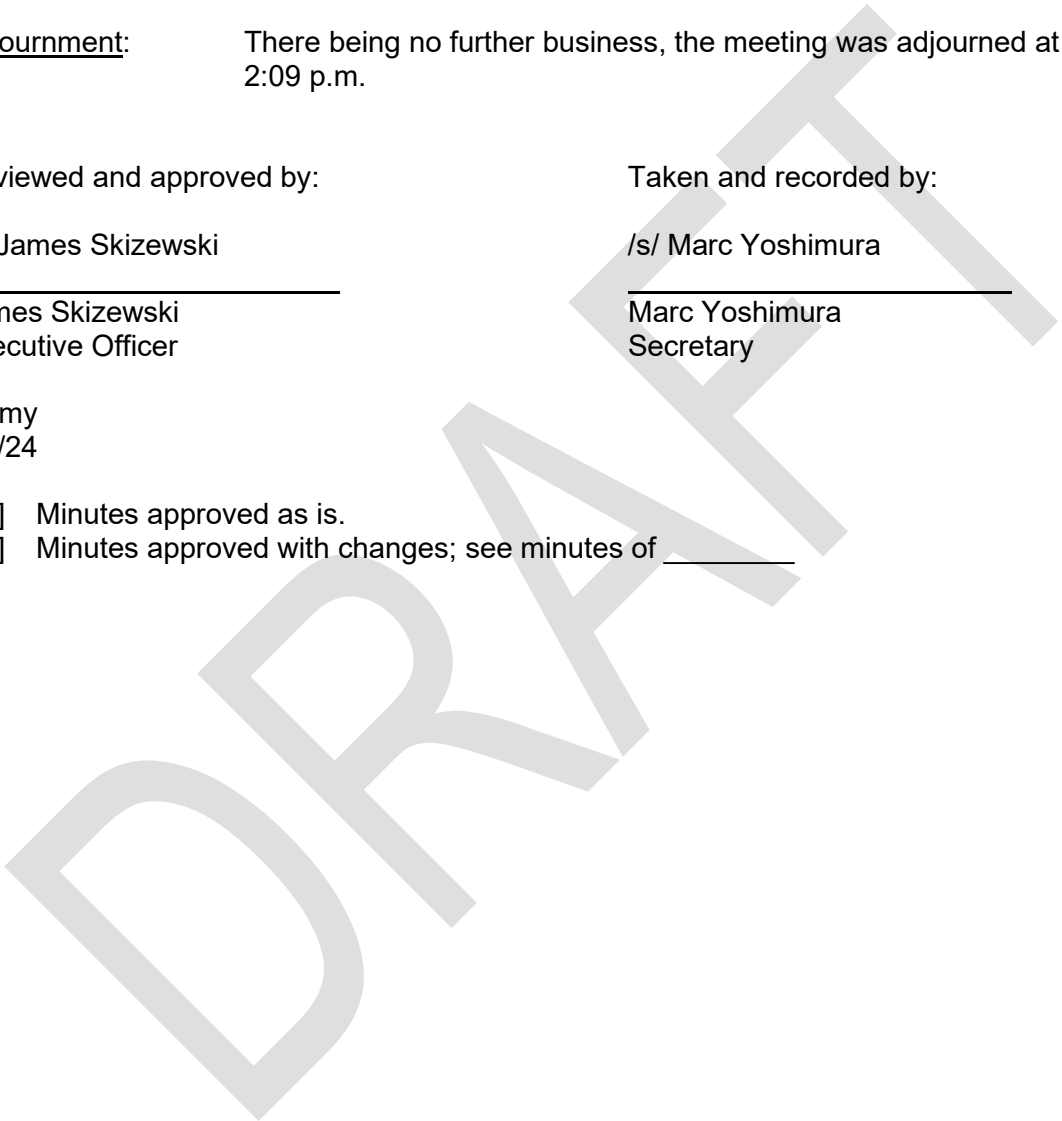 ournment: There being no further business, the meeting was adjourned at
2:09 p.m.
viewed and approved by: Taken and recorded by:
James Skizewski /s/ Marc Yoshimura
mes Skizewski Marc Yoshimura
ecutive Officer Secretary
my
/24
] Minutes approved as is.
] Minutes approved with changes; see minutes of ________
DRAFT